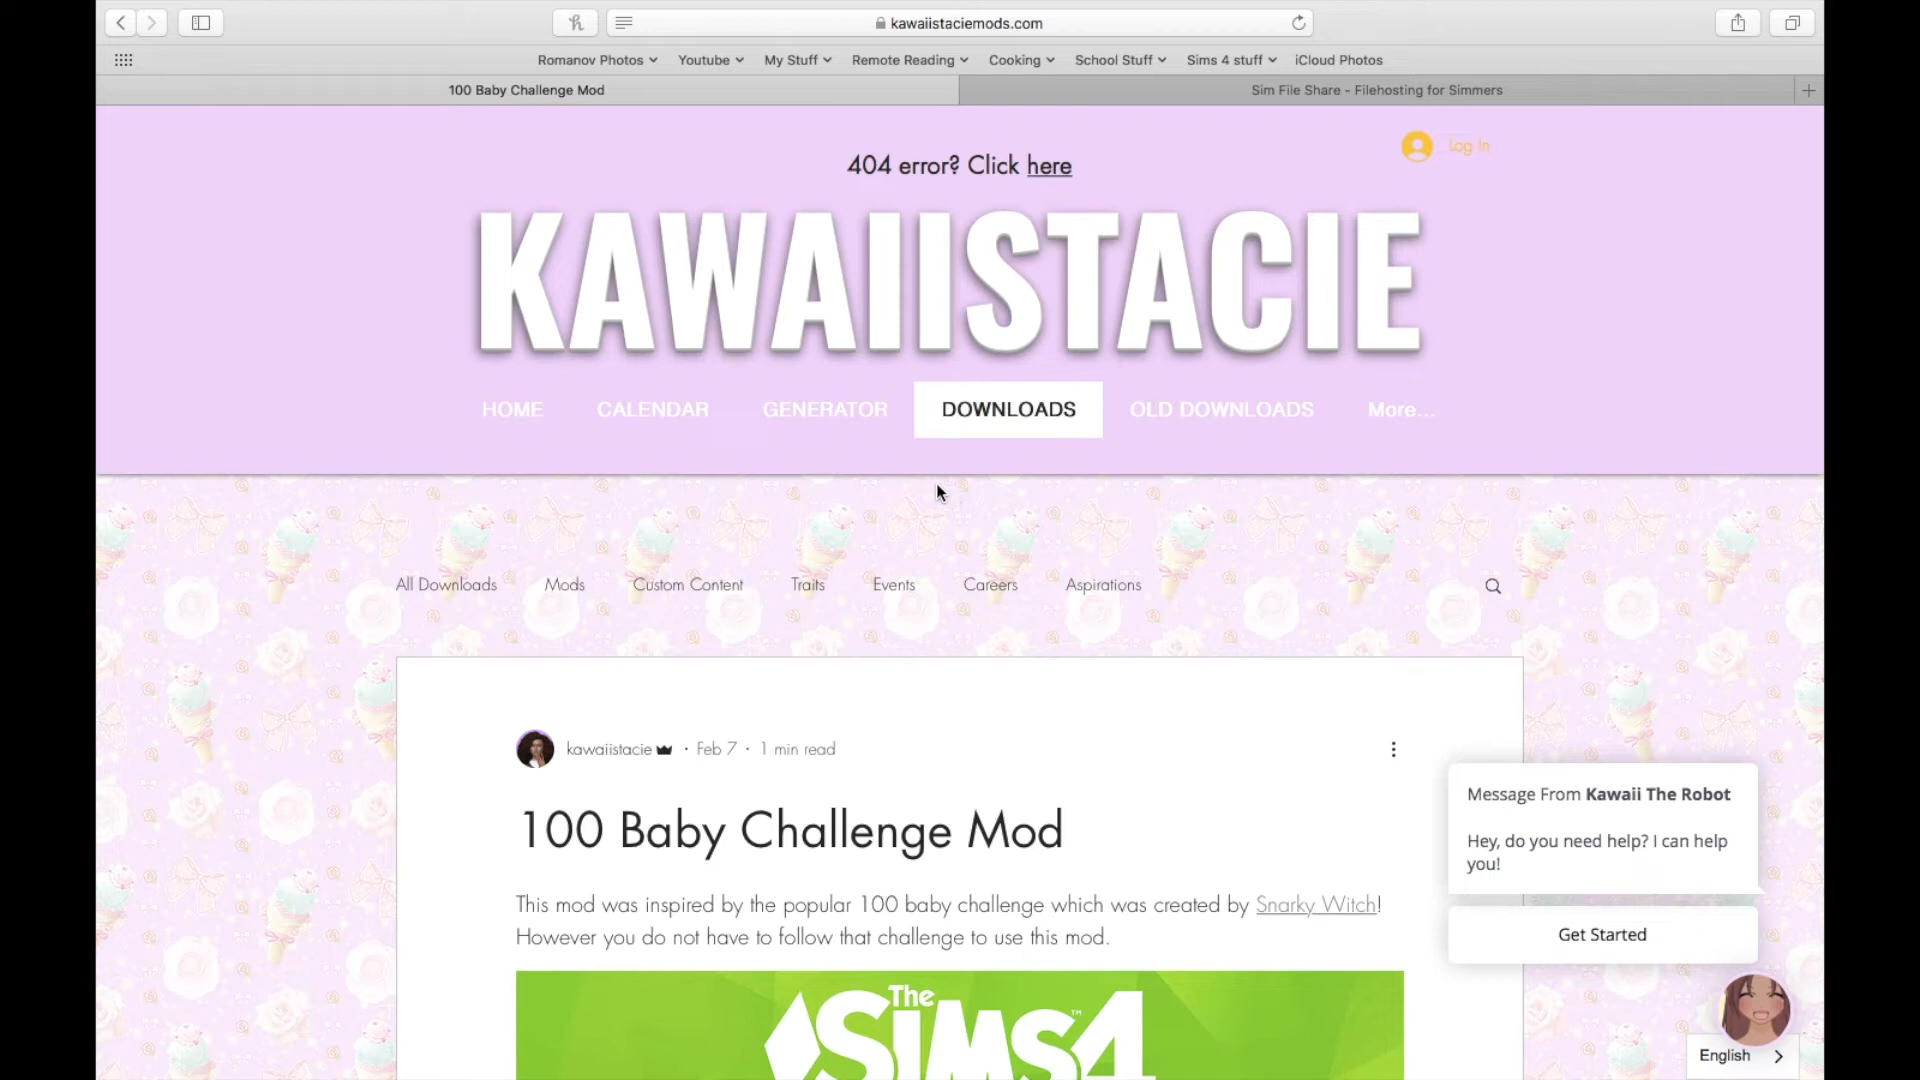 kawaiistaciemods.com
Romanov Photos Youtube My Stuff Remote Reading Cooking School Stuff Sims 4 stuff iCloud Photos
100 Baby Challenge Mod
Sim File Share - Filehosting for Simmers
Log In
404 error? Click here
KAWAIISTACIE
HOME CALENDAR GENERATOR DOWNLOADS OLD DOWNLOADS More...
All Downloads Mods Custom Content Traits Events Careers Aspirations
kawaiistacie · Feb 7 · 1 min read
100 Baby Challenge Mod
This mod was inspired by the popular 100 baby challenge which was created by Snarky Witch!
However you do not have to follow that challenge to use this mod.
The
SIMS4
TM
Message From Kawaii The Robot
Hey, do you need help? I can help
you!
Get Started
English